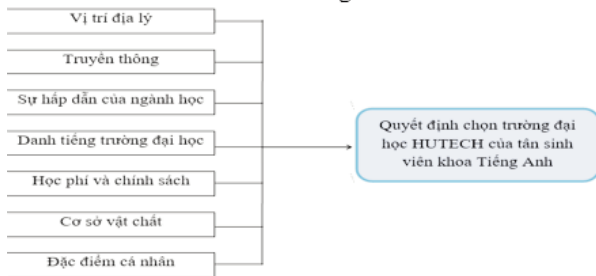 Vị trí địa lý
Truyền thông
Sự hấp dẫn của ngành học
Danh tiếng trường đại học
Học phí và chính sách
Cơ sở vật chất
Đặc điểm cá nhân
Quyết định chọn trường đại
học HUTECH của tân sinh
viên khoa Tiếng Anh